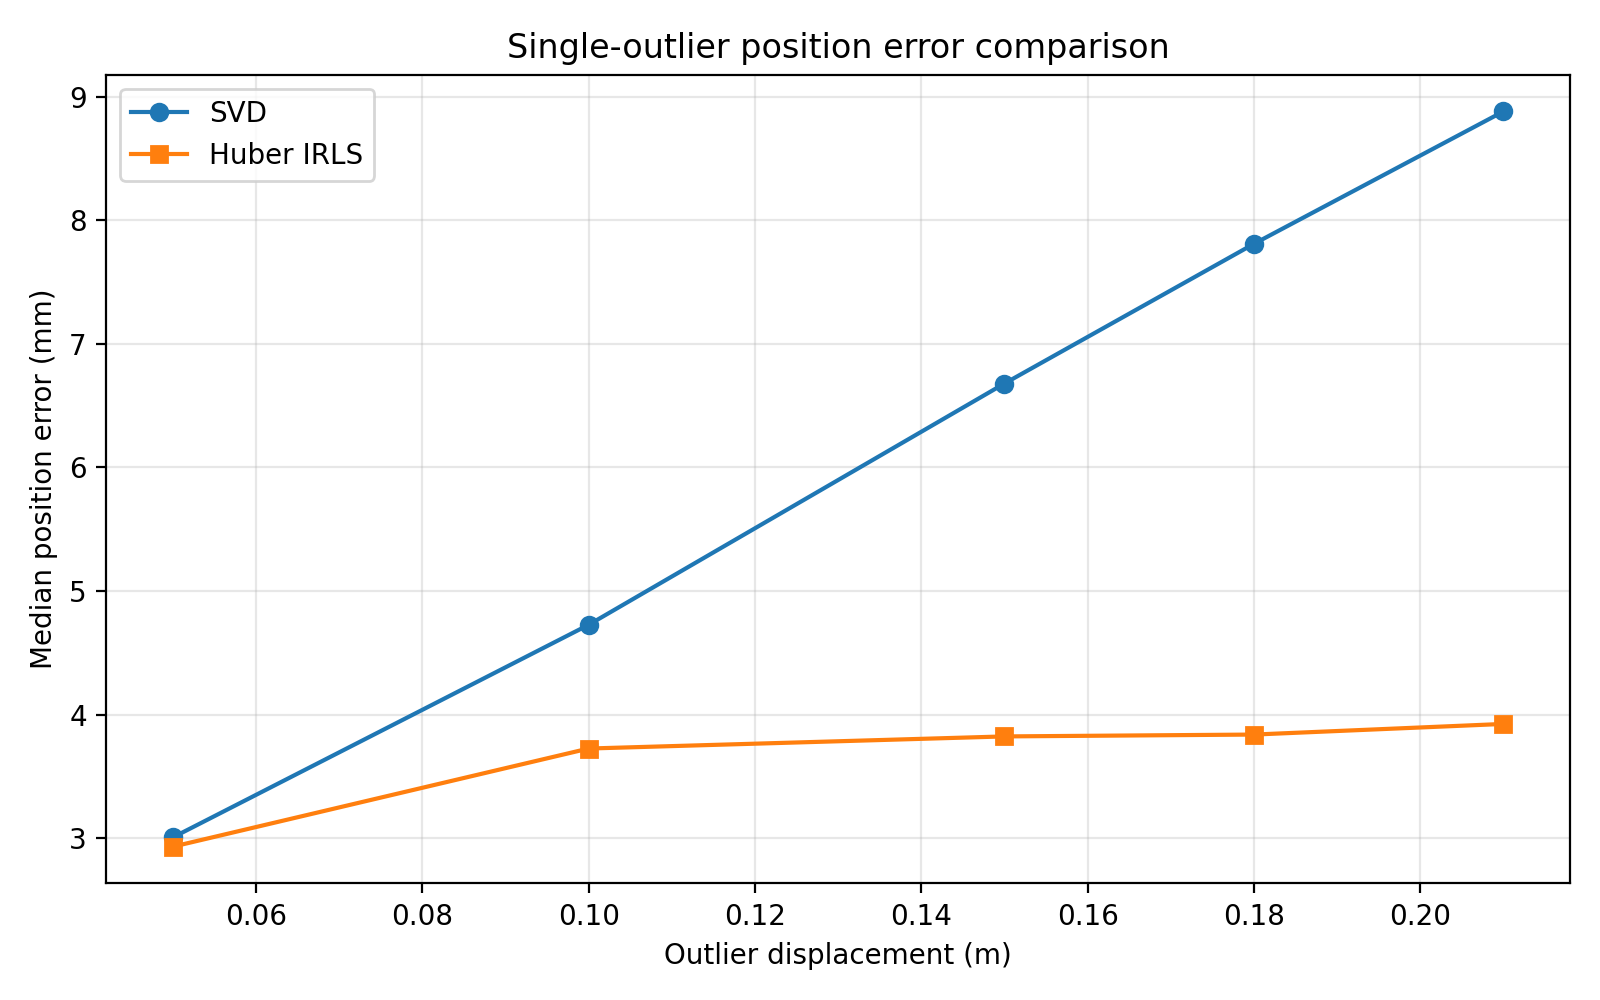 Single-outlier position error comparison
SVD
Huber IRLS
Median position error (mm)
9
8
7
6
5
4
3
0.06 0.08 0.10 0.12 0.14 0.16 0.18 0.20
Outlier displacement (m)